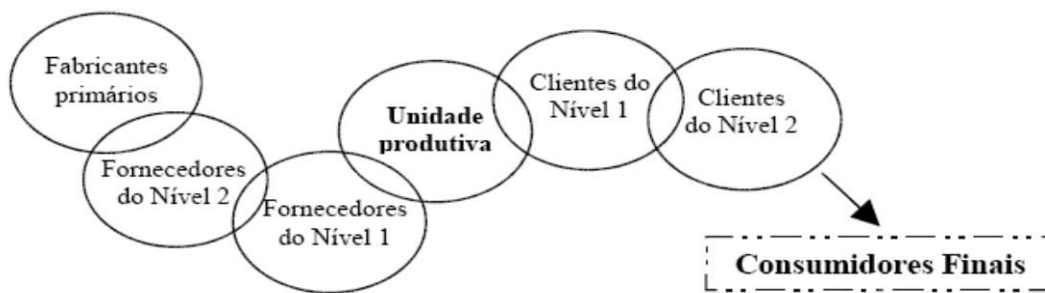 Fabricantes
primários
Fornecedores
do Nível 2
Fornecedores
do Nível 1
Unidade
produtiva
Clientes do
Nível 1
Clientes
do Nível 2
Consumidores Finais